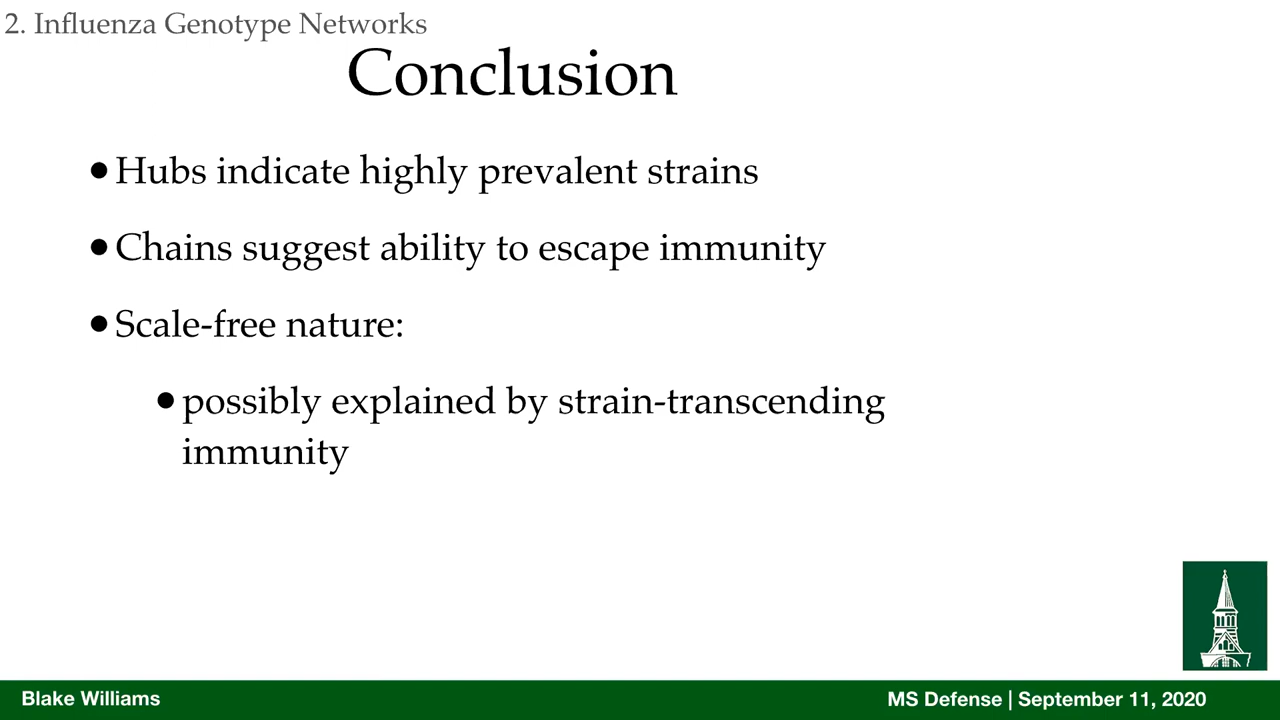 2. Influenza Genotype Networks
Conclusion
•Hubs indicate highly prevalent strains
•Chains suggest ability to escape immunity
•Scale-free nature:
•possibly explained by strain-transcending
immunity
Blake Williams
MS Defense | September 11, 2020